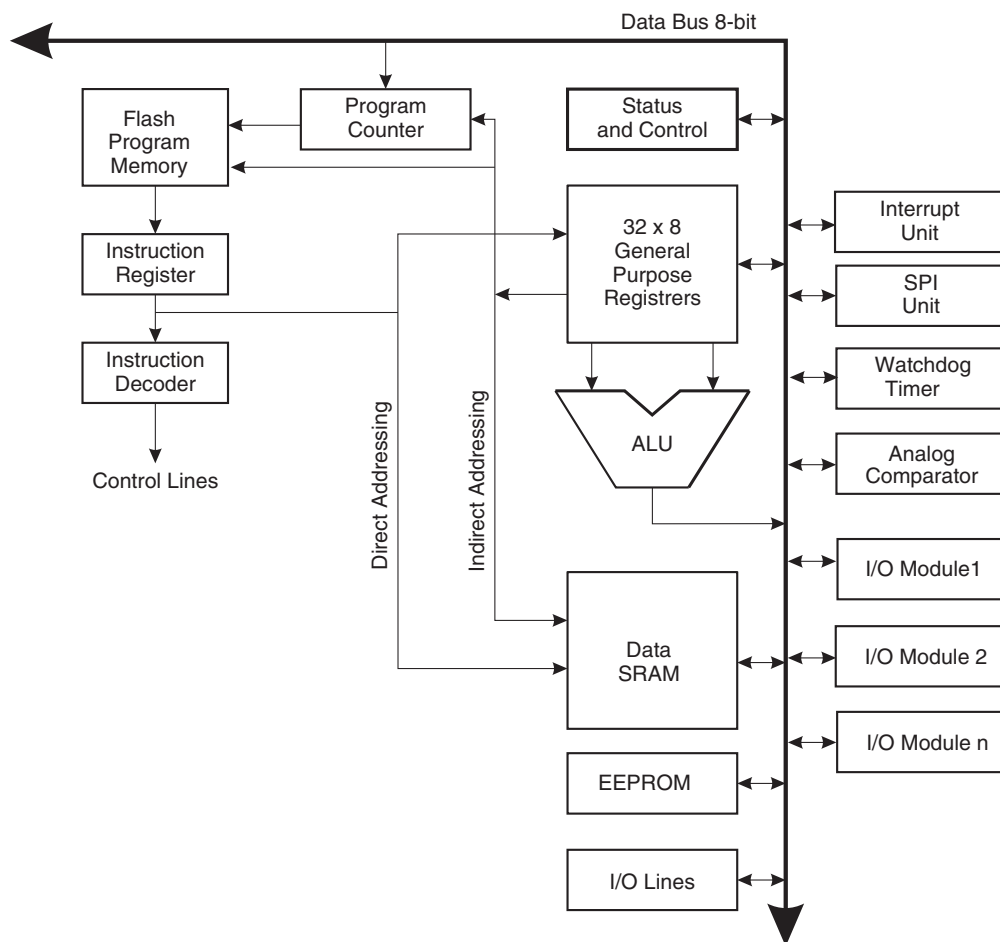 Data Bus 8-bit
Flash
Program
Memory
Program
Counter
Status
and Control
32 x 8
General
Purpose
Registrers
Interrupt
Unit
Instruction
Register
SPI
Unit
Instruction
Decoder
Watchdog
Timer
Control Lines
Direct Addressing
Indirect Addressing
ALU
Analog
Comparator
I/O Module1
Data
SRAM
I/O Module 2
I/O Module n
EEPROM
I/O Lines